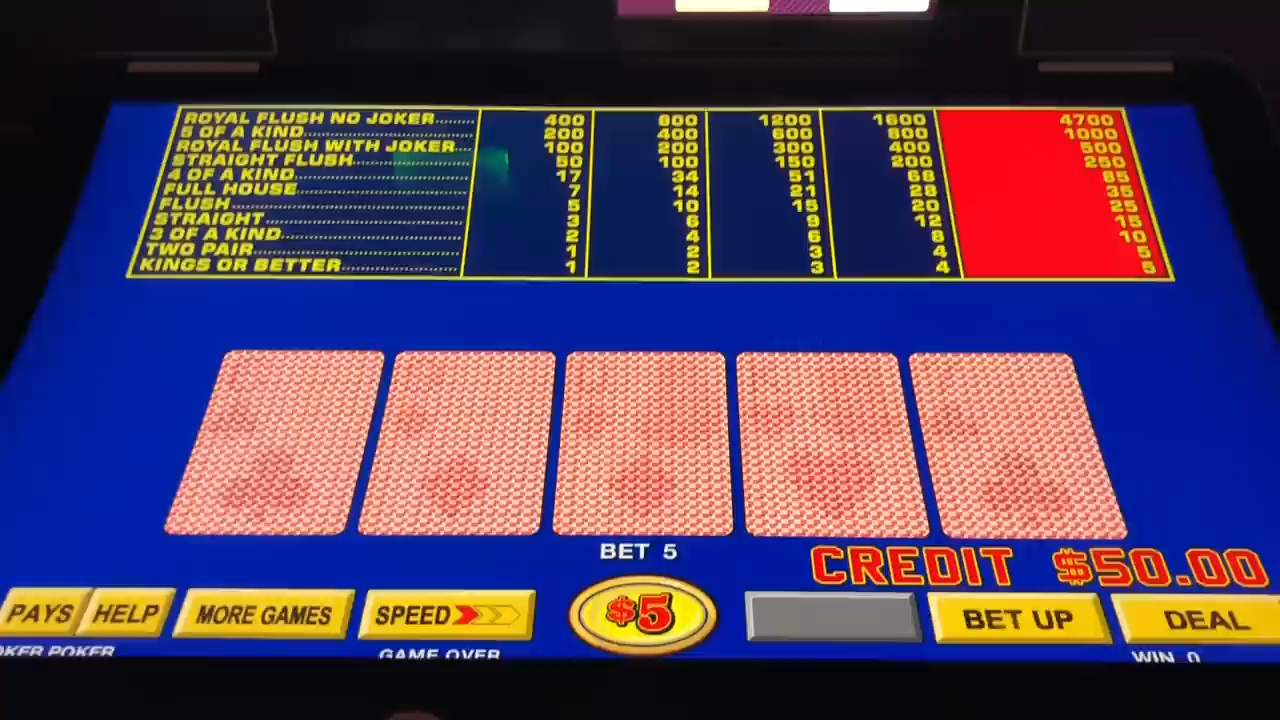 ROYAL FLUSH NO JOKER........ 400 800 1200 1600 4700
5 OF A KIND........ 200 400 600 800 1000
ROYAL FLUSH WITH JOKER.... 100 200 300 400 500
STRAIGHT FLUSH........ 50 100 150 200 250
4 OF A KIND........ 17 34 51 68 85
FULL HOUSE........ 7 14 21 28 35
FLUSH........ 5 10 15 20 25
STRAIGHT........ 3 6 9 12 15
3 OF A KIND........ 2 4 6 8 10
TWO PAIR........ 1 2 3 4 5
KINGS OR BETTER........ 1 2 3 4 5
BET 5
CREDIT $50.00
PAYS HELP MORE GAMES SPEED $5 BET UP DEAL
OKER POKER GAME OVER WIN 0